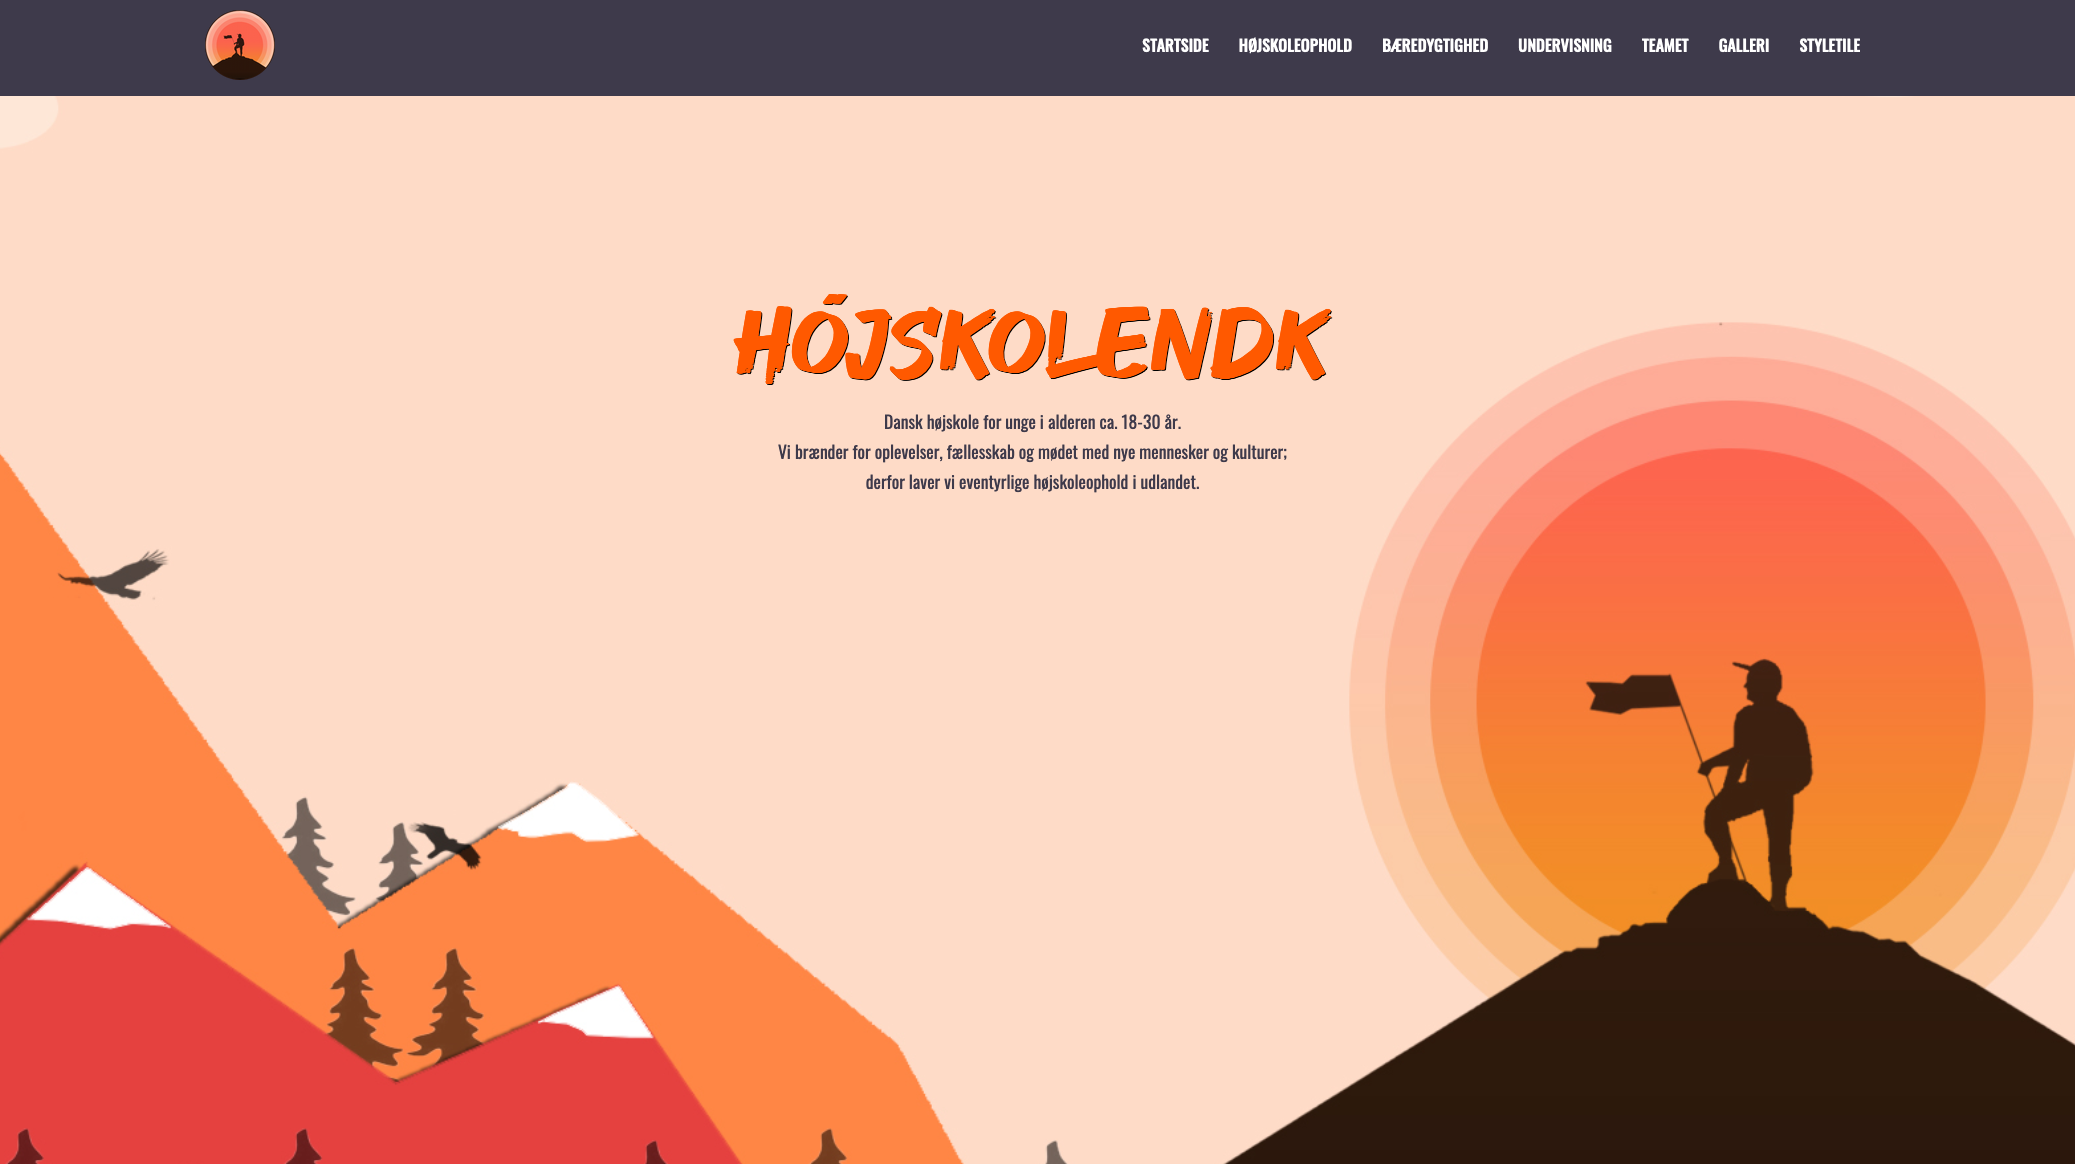 STARTSIDE HØJSKOLEOPHOLD BÆREDYGTIGHED UNDERVISNING TEAMET GALLERI STYLETILE
HŌJSKOLENDK
Dansk højskole for unge i alderen ca. 18-30 år.
Vi brænder for oplevelser, fællesskab og mødet med nye mennesker og kulturer;
derfor laver vi eventyrlige højskoleophold i udlandet.